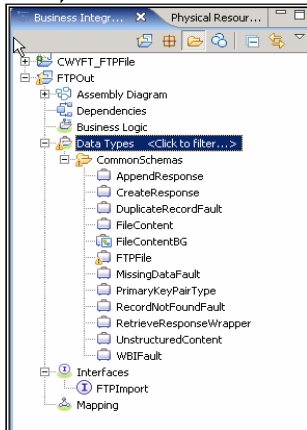 Business Integr... Physical Resour...
CWYFT_FTPFile
FTPOut
Assembly Diagram
Dependencies
Business Logic
Data Types <Click to filter...>
CommonSchemas
AppendResponse
CreateResponse
DuplicateRecordFault
FileContent
FileContentBG
FTPFile
MissingDataFault
PrimaryKeyPairType
RecordNotFoundFault
RetrieveResponseWrapper
UnstructuredContent
WBIFault
Interfaces
FTPImport
Mapping